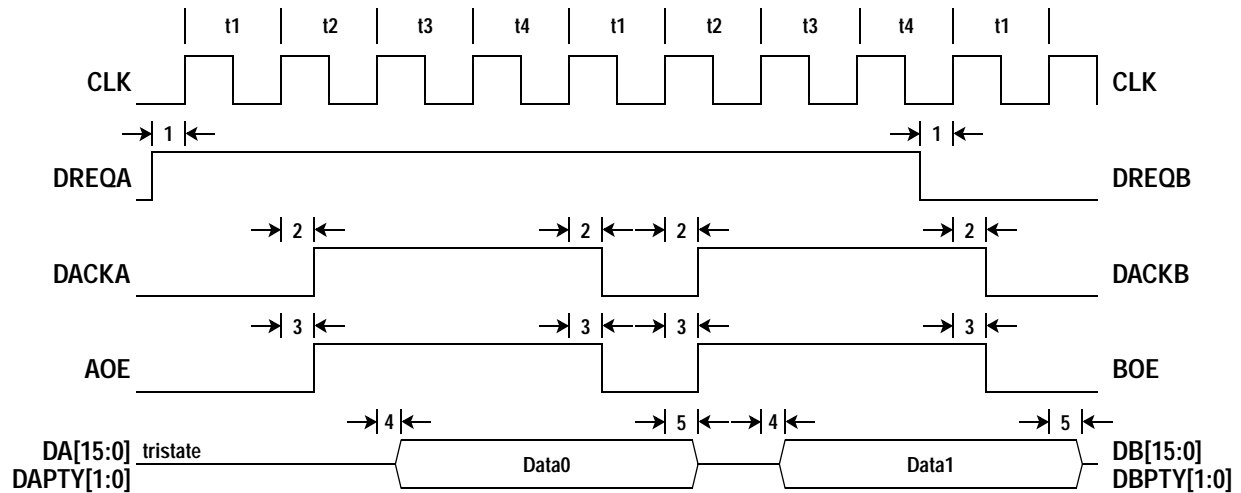 t1 t2 t3 t4 t1 t2 t3 t4 t1
CLK CLK
1 1
DREQA DREQB
2 2 2 2
DACKA DACKB
3 3 3 3
AOE BOE
4 5 4 5
DA[15:0] tristate Data0 Data1 DB[15:0]
DAPTY[1:0] DBPTY[1:0]